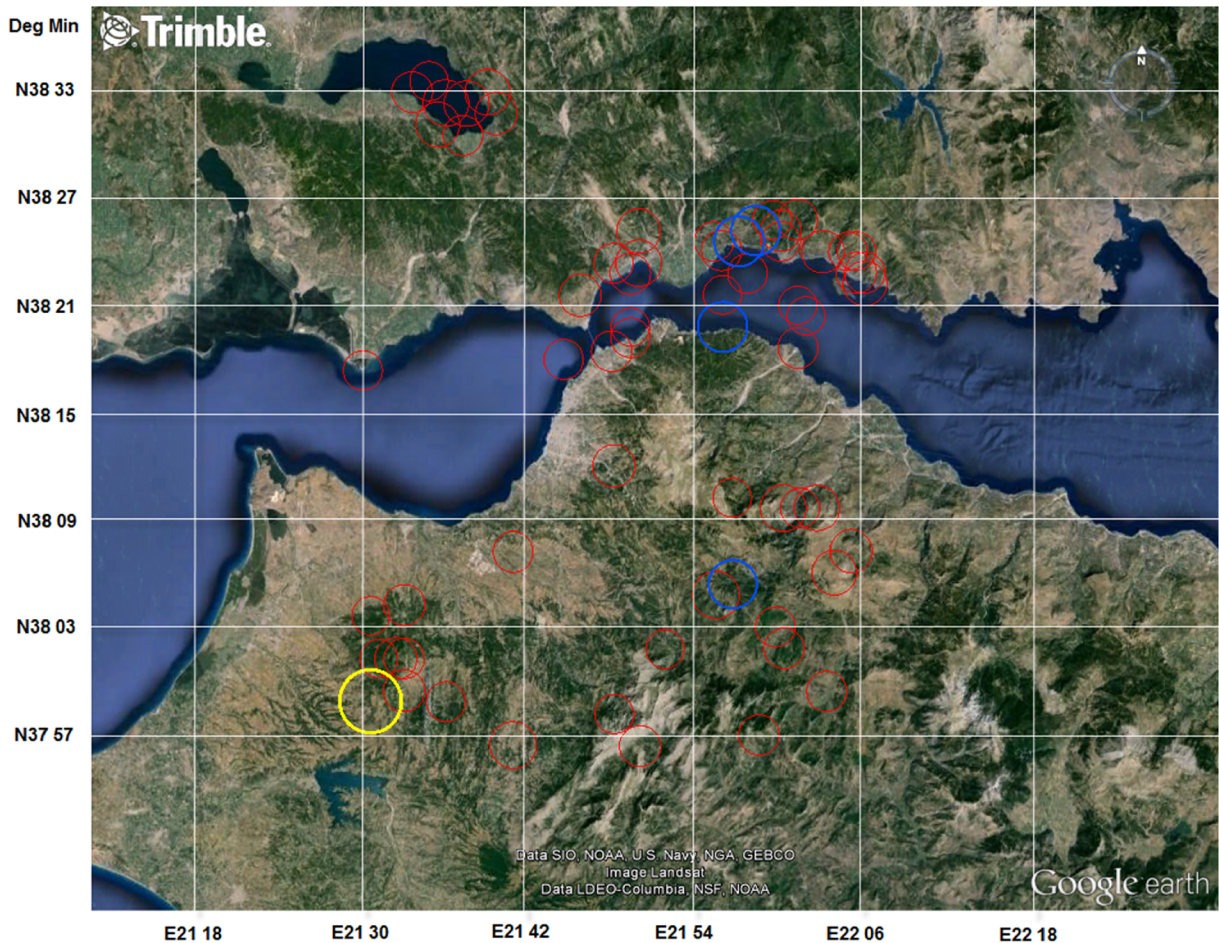 Deg Min
Trimble.
N
N38 33
N38 27
N38 21
N38 15
N38 09
N38 03
N37 57
Data SIO, NOAA, U.S. Navy, NGA, GEBCO
Image Landsat
Data LDEO-Columbia, NSF, NOAA
Google earth
E21 18
E21 30
E21 42
E21 54
E22 06
E22 18